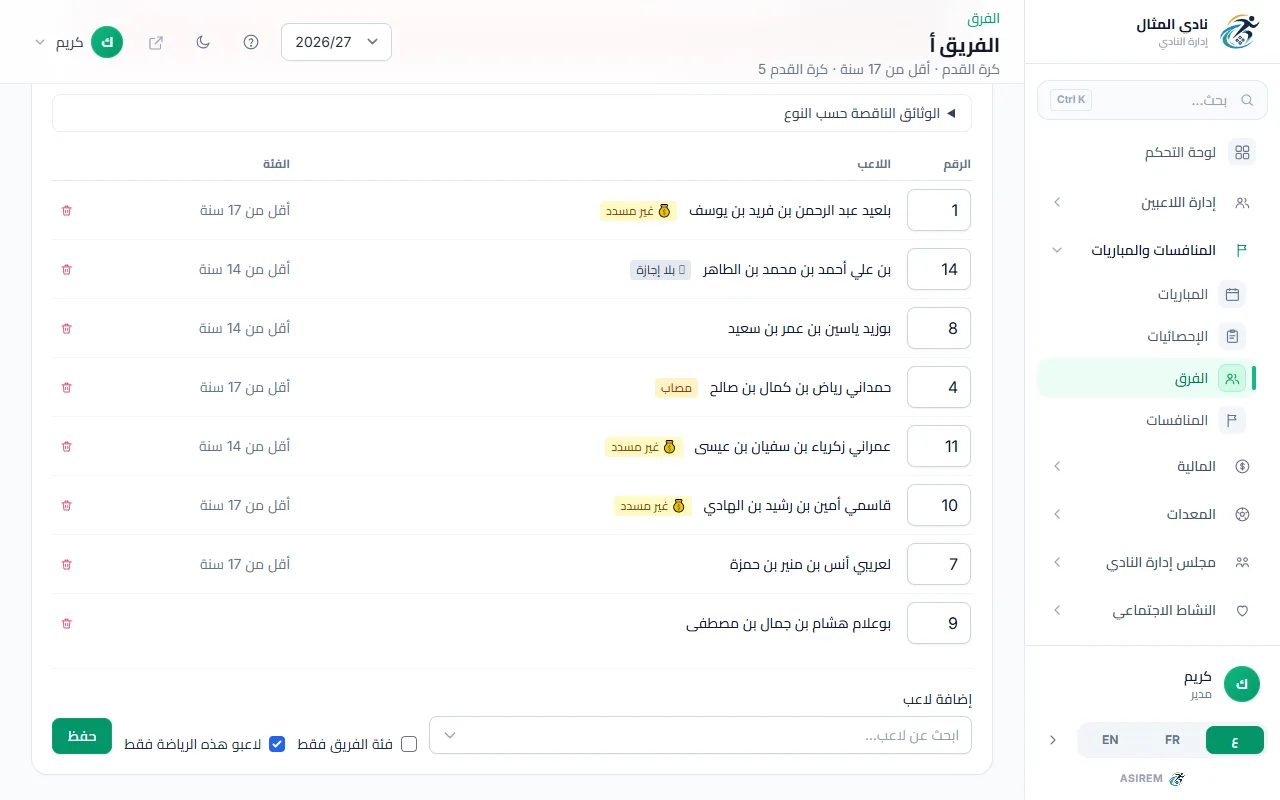 نادي المثال
إدارة النادي
بحث...
Ctrl K
لوحة التحكم
إدارة اللاعبين
المنافسات والمباريات
المباريات
الإحصائيات
الفرق
المنافسات
المالية
المعدات
مجلس إدارة النادي
النشاط الاجتماعي
ك
كريم
مدير
ع
FR
EN
ASIREM
الفرق
الفريق أ
كرة القدم · أقل من 17 سنة · كرة القدم 5
2026/27
ك
كريم
◀ الوثائق الناقصة حسب النوع
الرقم اللاعب الفئة
1 بلعيد عبد الرحمن بن فريد بن يوسف غير مسدد أقل من 17 سنة
14 بن علي أحمد بن محمد بن الطاهر بلا إجازة أقل من 14 سنة
8 بوزيد ياسين بن عمر بن سعيد أقل من 14 سنة
4 حمداني رياض بن كمال بن صالح مصاب أقل من 17 سنة
11 عمراني زكرياء بن سفيان بن عيسى غير مسدد أقل من 14 سنة
10 قاسمي أمين بن رشيد بن الهادي غير مسدد أقل من 17 سنة
7 لعريبي أنس بن منير بن حمزة أقل من 17 سنة
9 بوعلام هشام بن جمال بن مصطفى
إضافة لاعب
ابحث عن لاعب...
فئة الفريق فقط
لاعبو هذه الرياضة فقط
حفظ